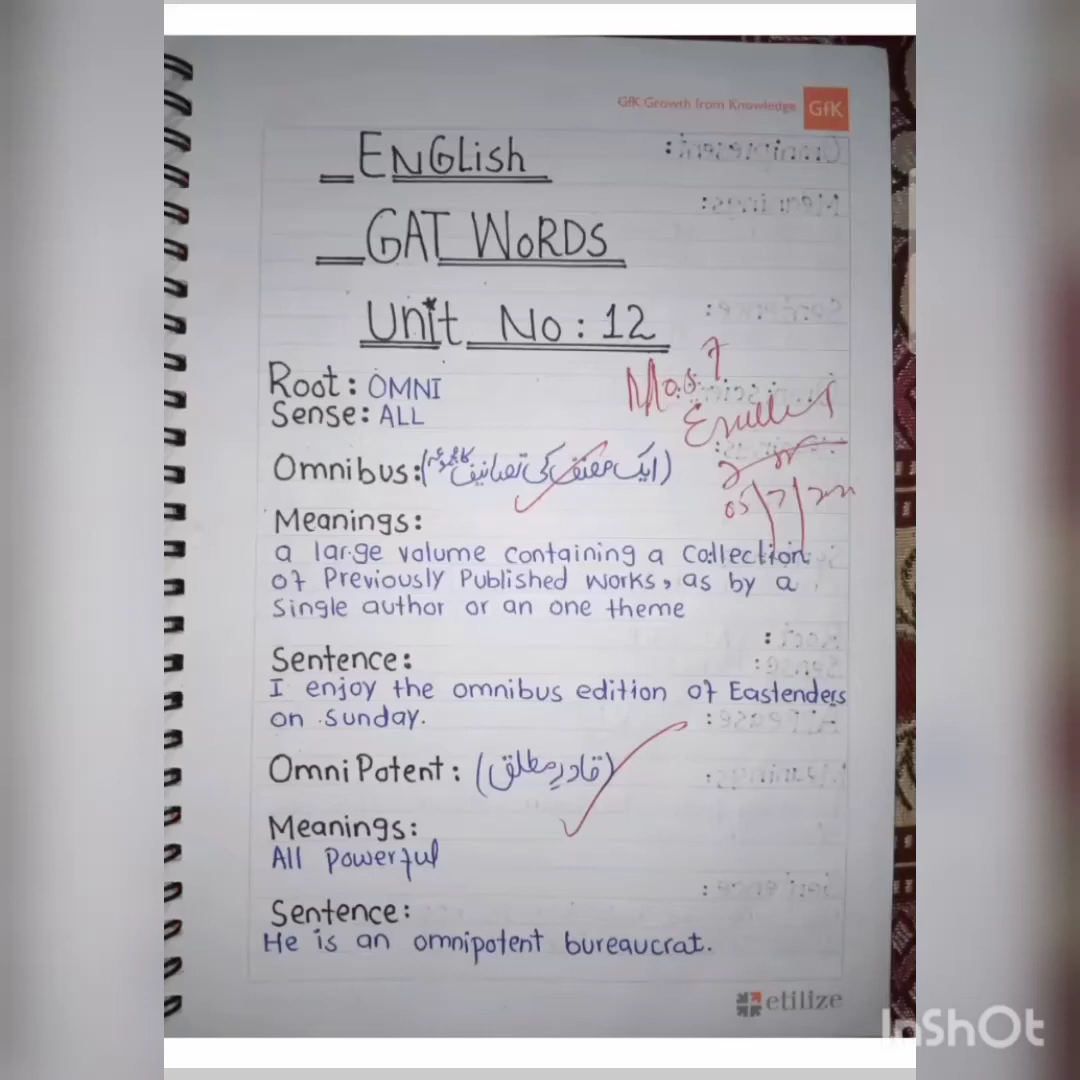 GfK Growth from Knowledge GfK
ENGLish
GAT WoRDS
Unit No: 12
Root: OMNI
Sense: ALL
Omnibus: (ایک مصنف کی تصانیف کا مجموعہ)
Meanings:
a large volume containing a collection
of Previously Published works, as by a
Single author or an one theme
Sentence:
I enjoy the omnibus edition of Eastenders
on sunday.
Omni Potent: (قادرِ مطلق)
Meanings:
All powerful
Sentence:
He is an omnipotent bureaucrat.
etilize
InShOt